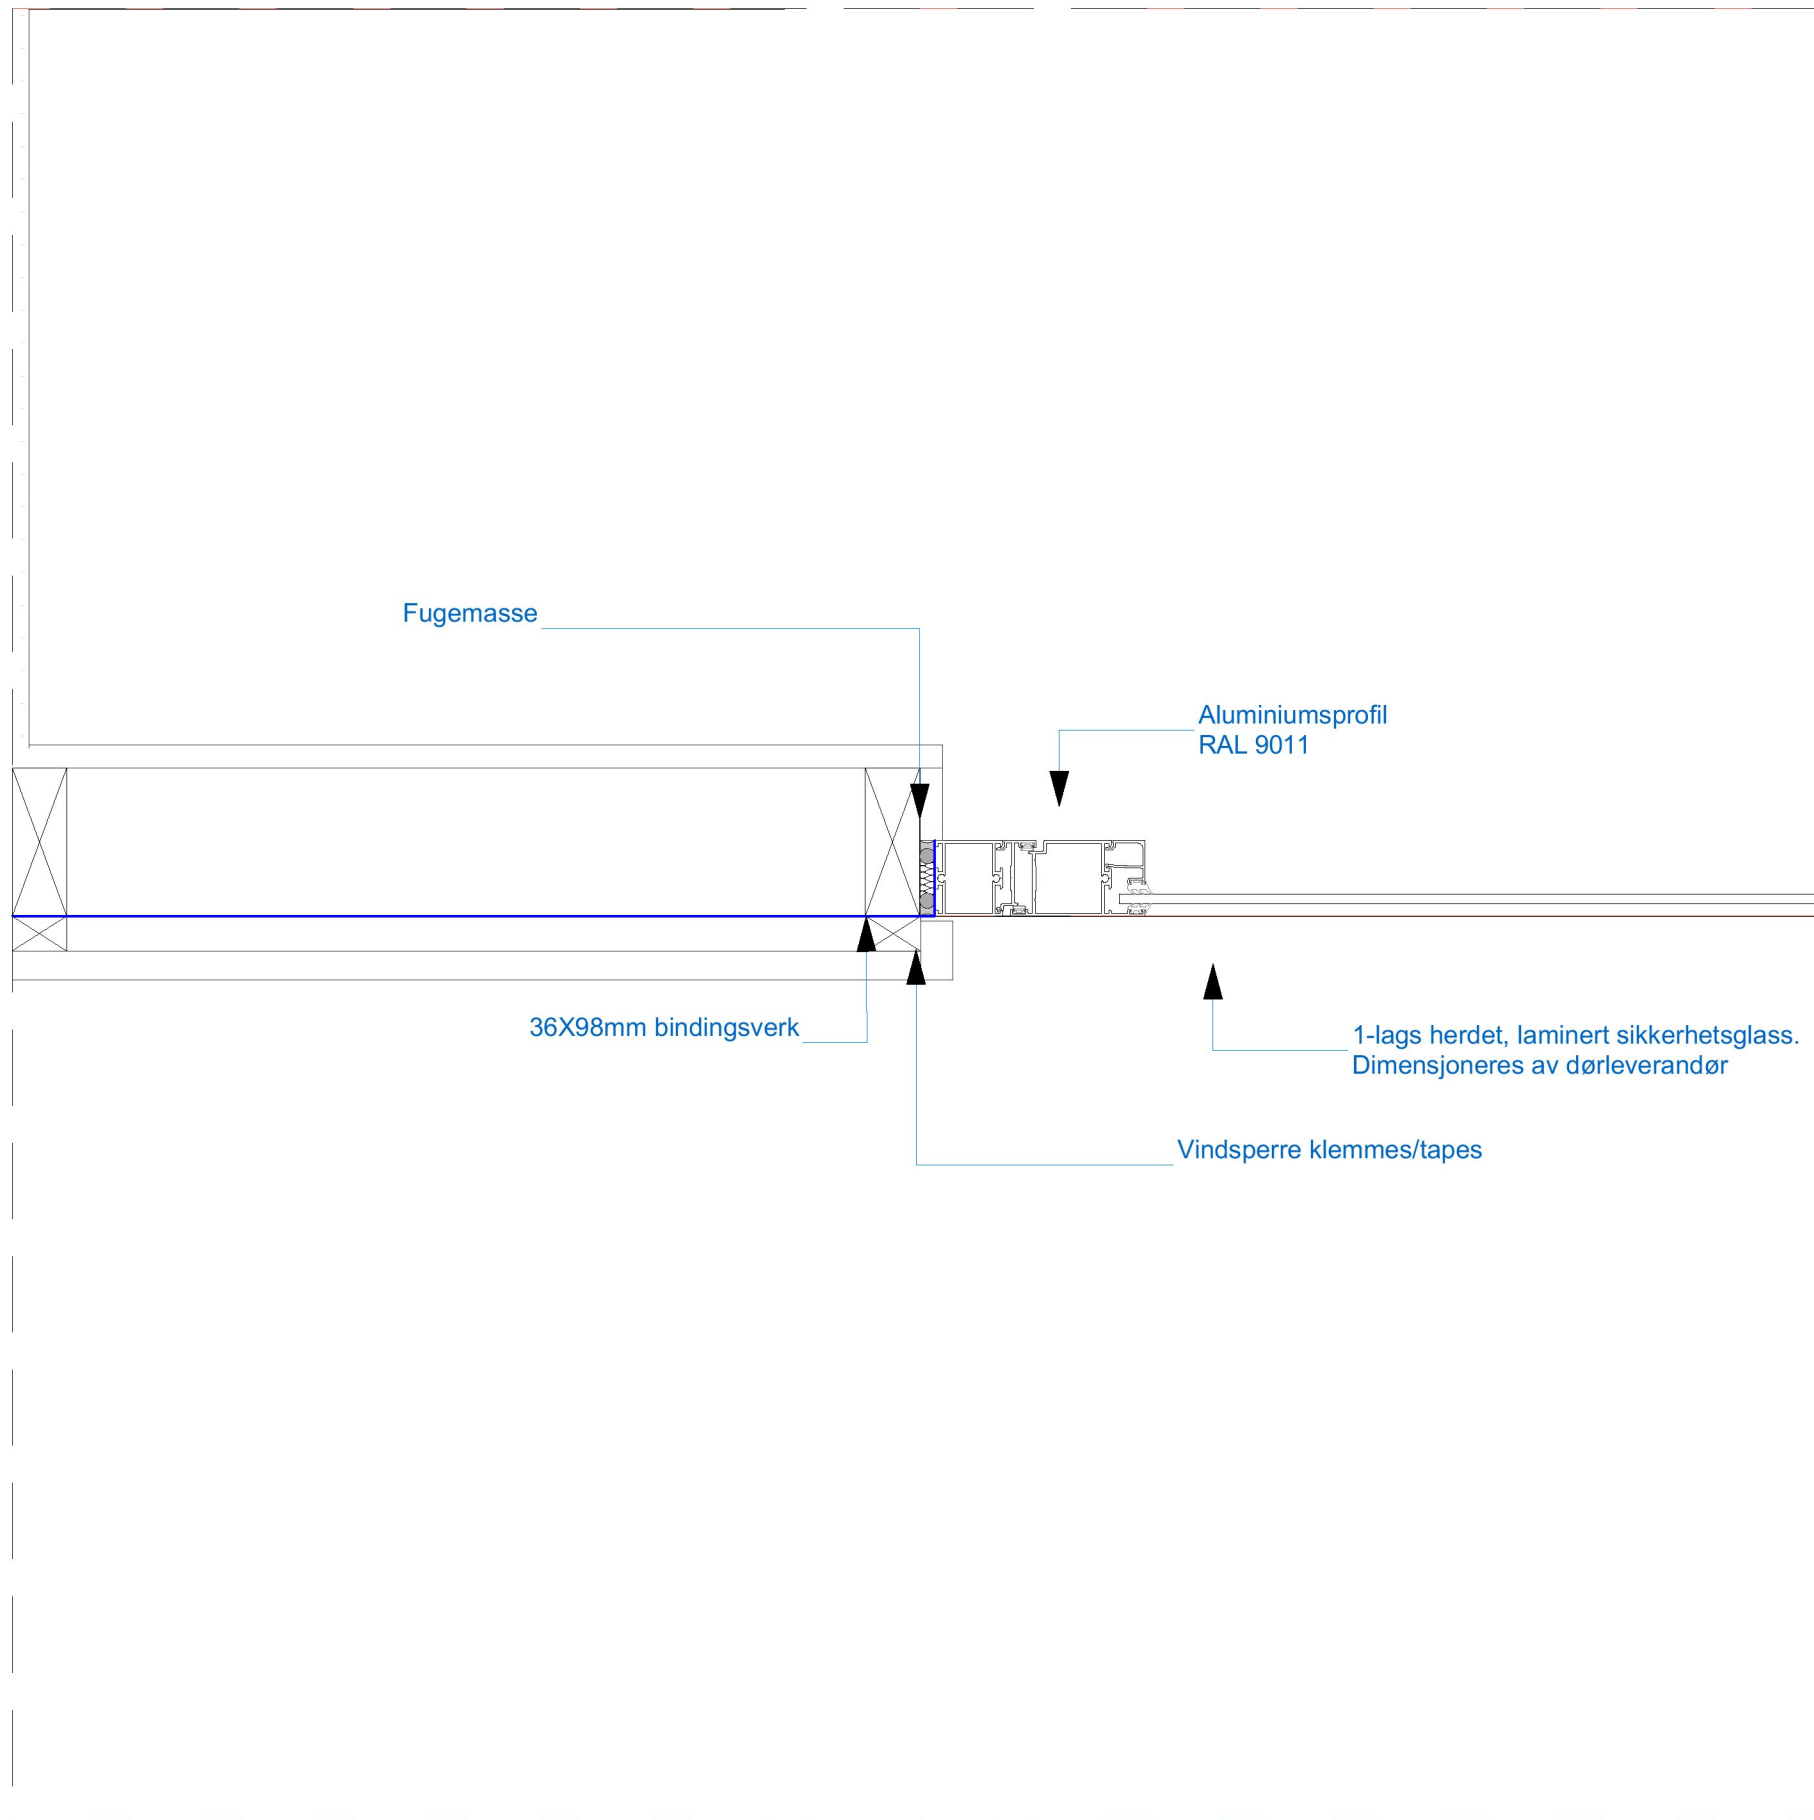 Fugemasse
Aluminiumsprofil
RAL 9011
36X98mm bindingsverk
1-lags herdet, laminert sikkerhetsglass.
Dimensjoneres av dørleverandør
Vindsperre klemmes/tapes